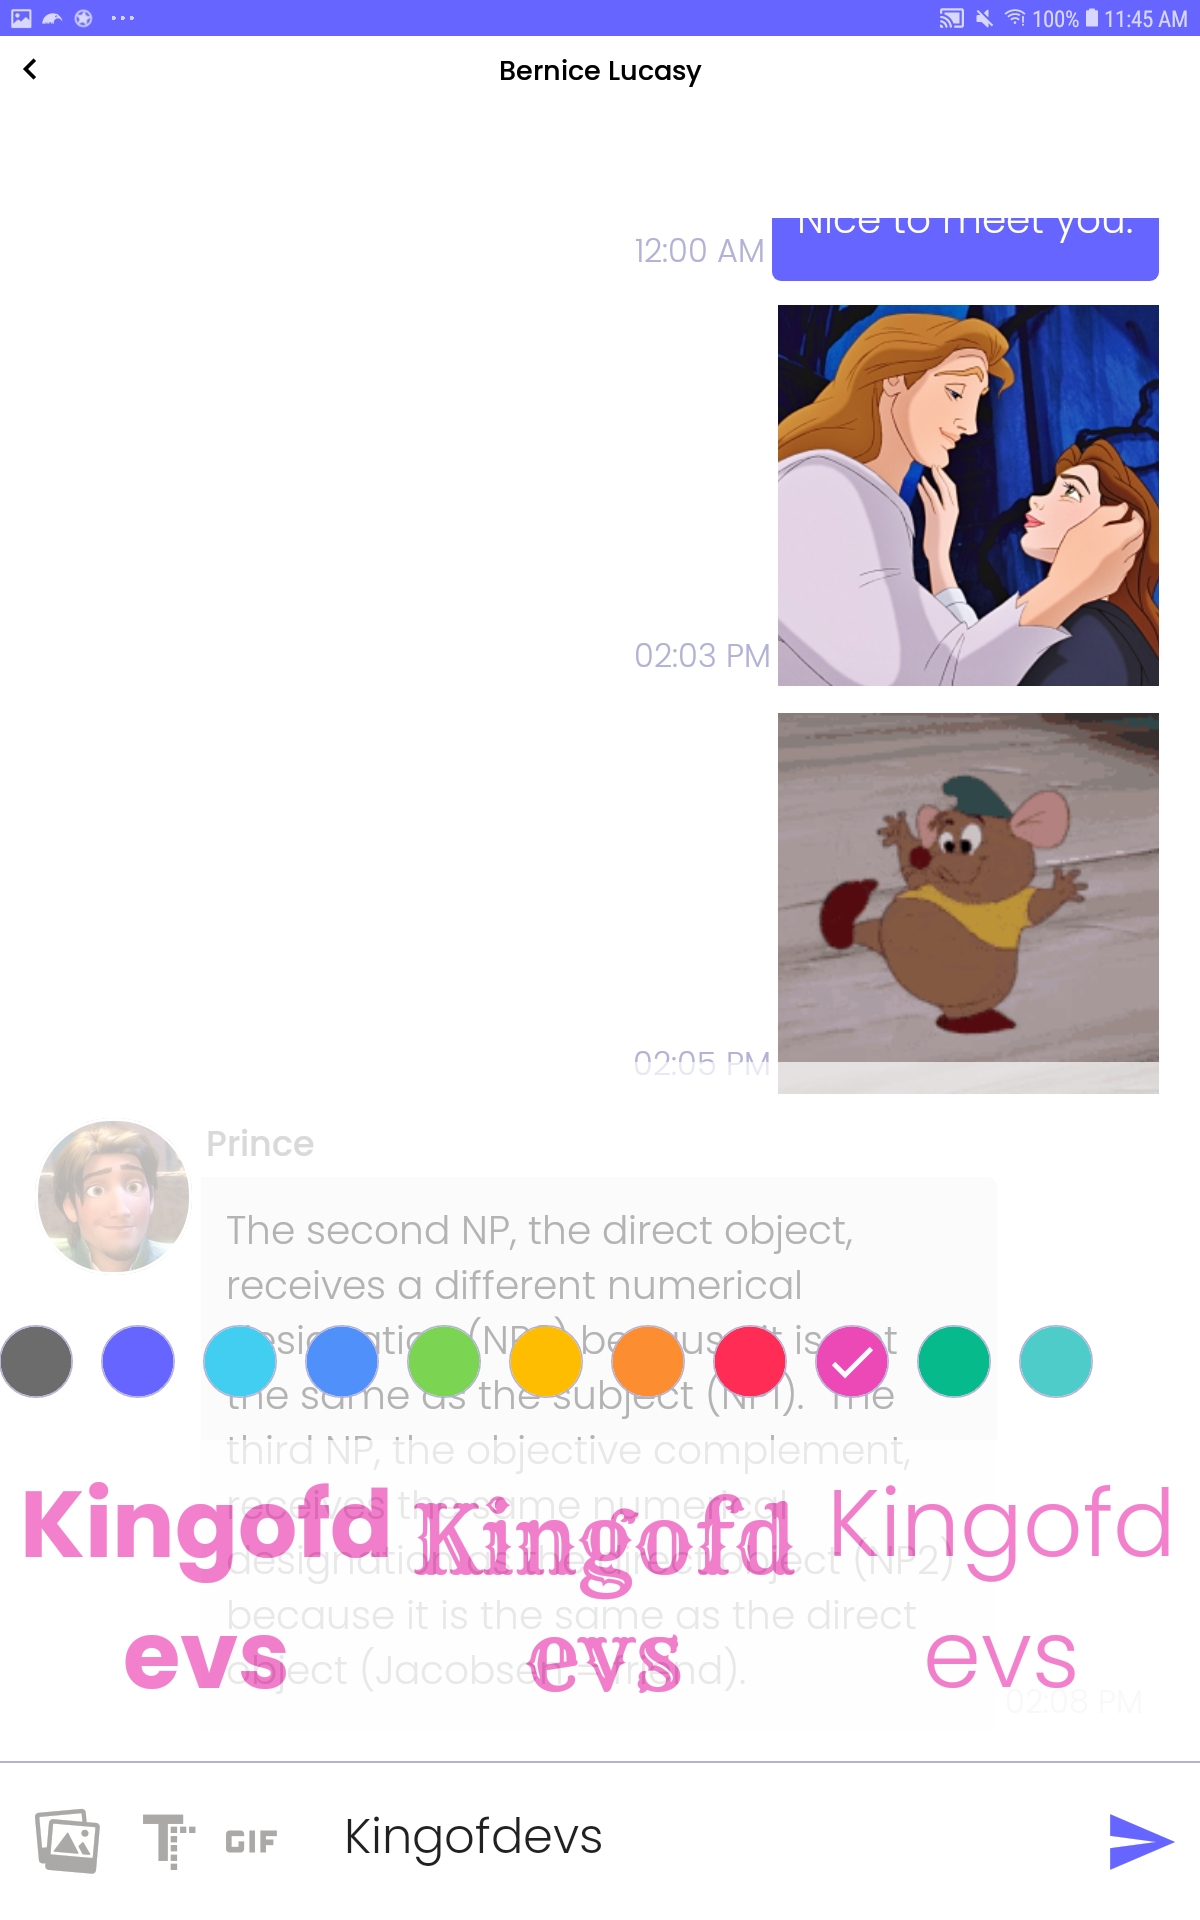 100% 11:45 AM
Bernice Lucasy
Nice to meet you.
12:00 AM
02:03 PM
02:05 PM
Prince
The second NP, the direct object,
receives a different numerical
designation (NP2) because it is not
the same as the subject (NP1). The
third NP, the objective complement,
receives the same numerical
designation as the direct object (NP2)
because it is the same as the direct
object (Jacobsen
02:08 PM
Kingofd
evs
Kingofd
evs
Kingofd
evs
GIF
Kingofdevs